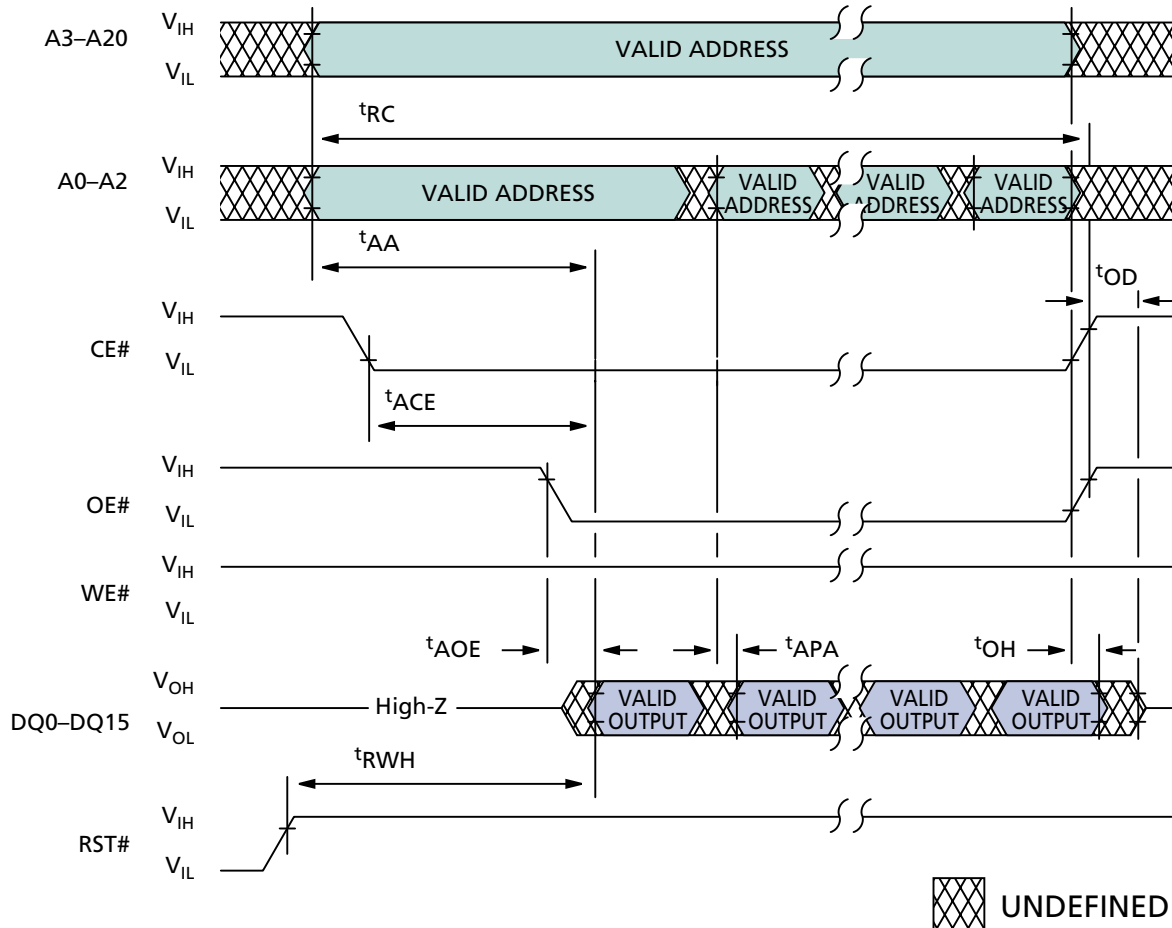 A3–A20 VIH VIL VALID ADDRESS
tRC
A0–A2 VIH VIL VALID ADDRESS VALID ADDRESS VALID ADDRESS VALID ADDRESS
tAA
tOD
CE# VIH VIL
tACE
OE# VIH VIL
WE# VIH VIL
tAOE tAPA tOH
DQ0–DQ15 VOH VOL High-Z VALID OUTPUT VALID OUTPUT VALID OUTPUT VALID OUTPUT
tRWH
RST# VIH VIL
UNDEFINED